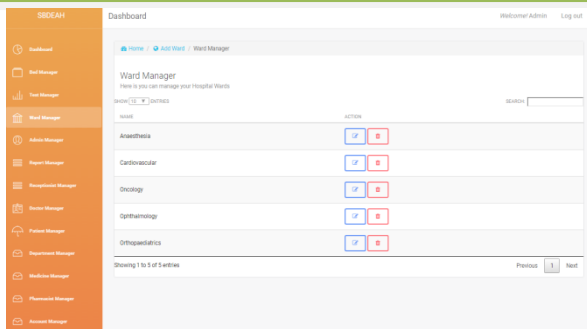 SBDEAH
Dashboard
Welcome! Admin Log out
Dashboard
Bed Manager
Test Manager
Ward Manager
Admin Manager
Report Manager
Receptionist Manager
Doctor Manager
Patient Manager
Department Manager
Medicine Manager
Pharmacist Manager
Account Manager
Home / Add Ward / Ward Manager
Ward Manager
Here is you can manage your Hospital Wards
SHOW 10 ENTRIES
SEARCH:
NAME ACTION
Anaesthesia
Cardiovascular
Oncology
Ophthalmology
Orthopaediatrics
Showing 1 to 5 of 5 entries
Previous 1 Next